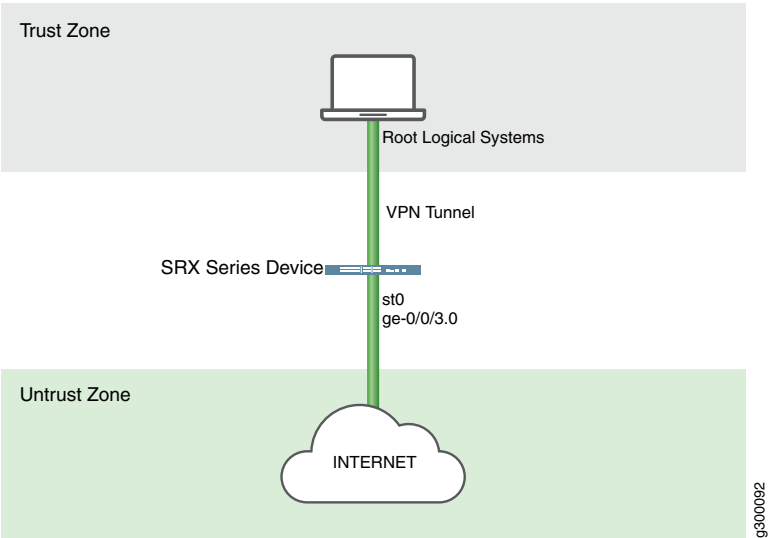 Trust Zone
Root Logical Systems
VPN Tunnel
SRX Series Device
st0
ge-0/0/3.0
Untrust Zone
INTERNET
g300092